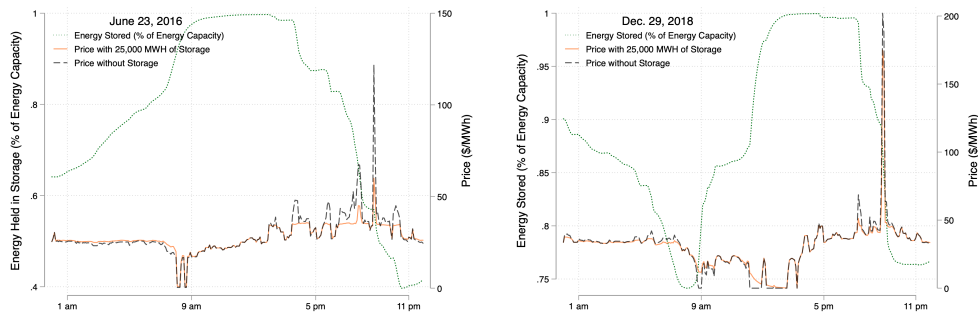 June 23, 2016
Energy Stored (% of Energy Capacity)
Price with 25,000 MWH of Storage
Price without Storage
Energy Held in Storage (% of Energy Capacity)
1
.8
.6
.4
150
100
50
0
Price ($/MWh)
1 am
9 am
5 pm
11 pm
Dec. 29, 2018
Energy Stored (% of Energy Capacity)
Price with 25,000 MWH of Storage
Price without Storage
Energy Stored (% of Energy Capacity)
1
.95
.9
.85
.8
.75
200
150
100
50
0
Price ($/MWh)
1 am
9 am
5 pm
11 pm